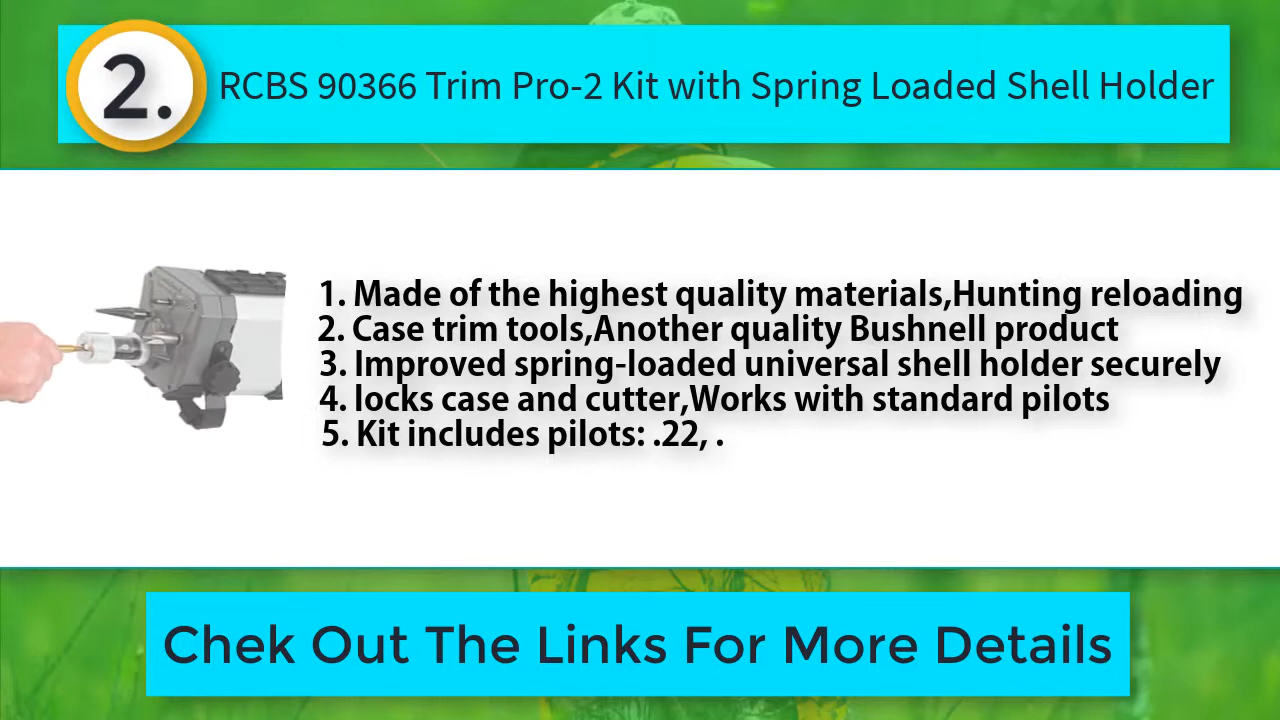 2. RCBS 90366 Trim Pro-2 Kit with Spring Loaded Shell Holder
1. Made of the highest quality materials,Hunting reloading
2. Case trim tools,Another quality Bushnell product
3. Improved spring-loaded universal shell holder securely
4. locks case and cutter,Works with standard pilots
5. Kit includes pilots: .22, .
Chek Out The Links For More Details